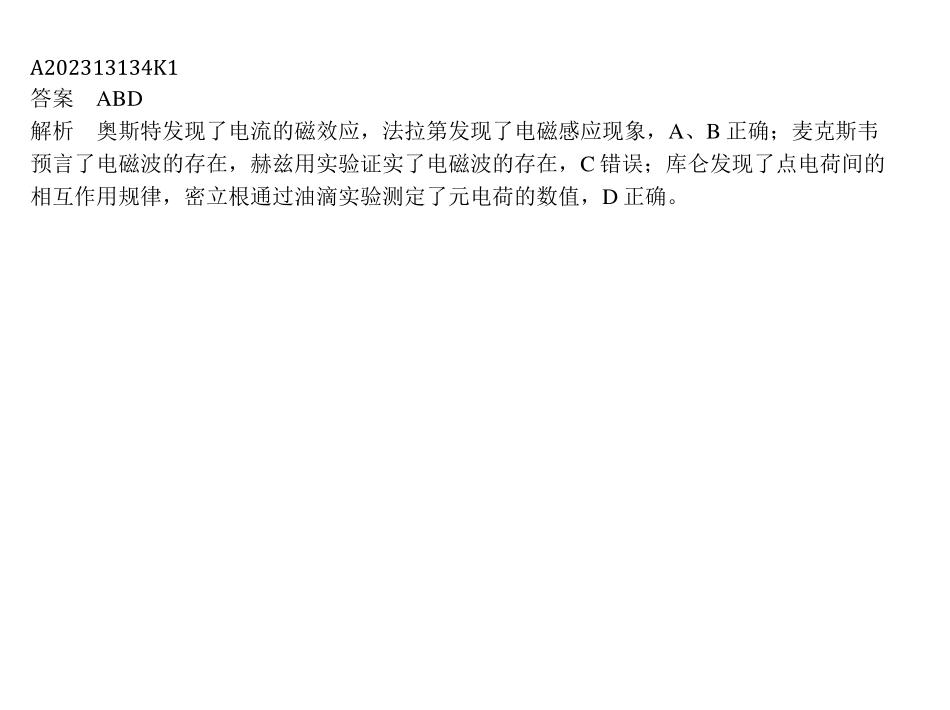 A202313134K1
答案　ABD
解析　奥斯特发现了电流的磁效应，法拉第发现了电磁感应现象，A、B 正确；麦克斯韦
预言了电磁波的存在，赫兹用实验证实了电磁波的存在，C 错误；库仑发现了点电荷间的
相互作用规律，密立根通过油滴实验测定了元电荷的数值，D 正确。